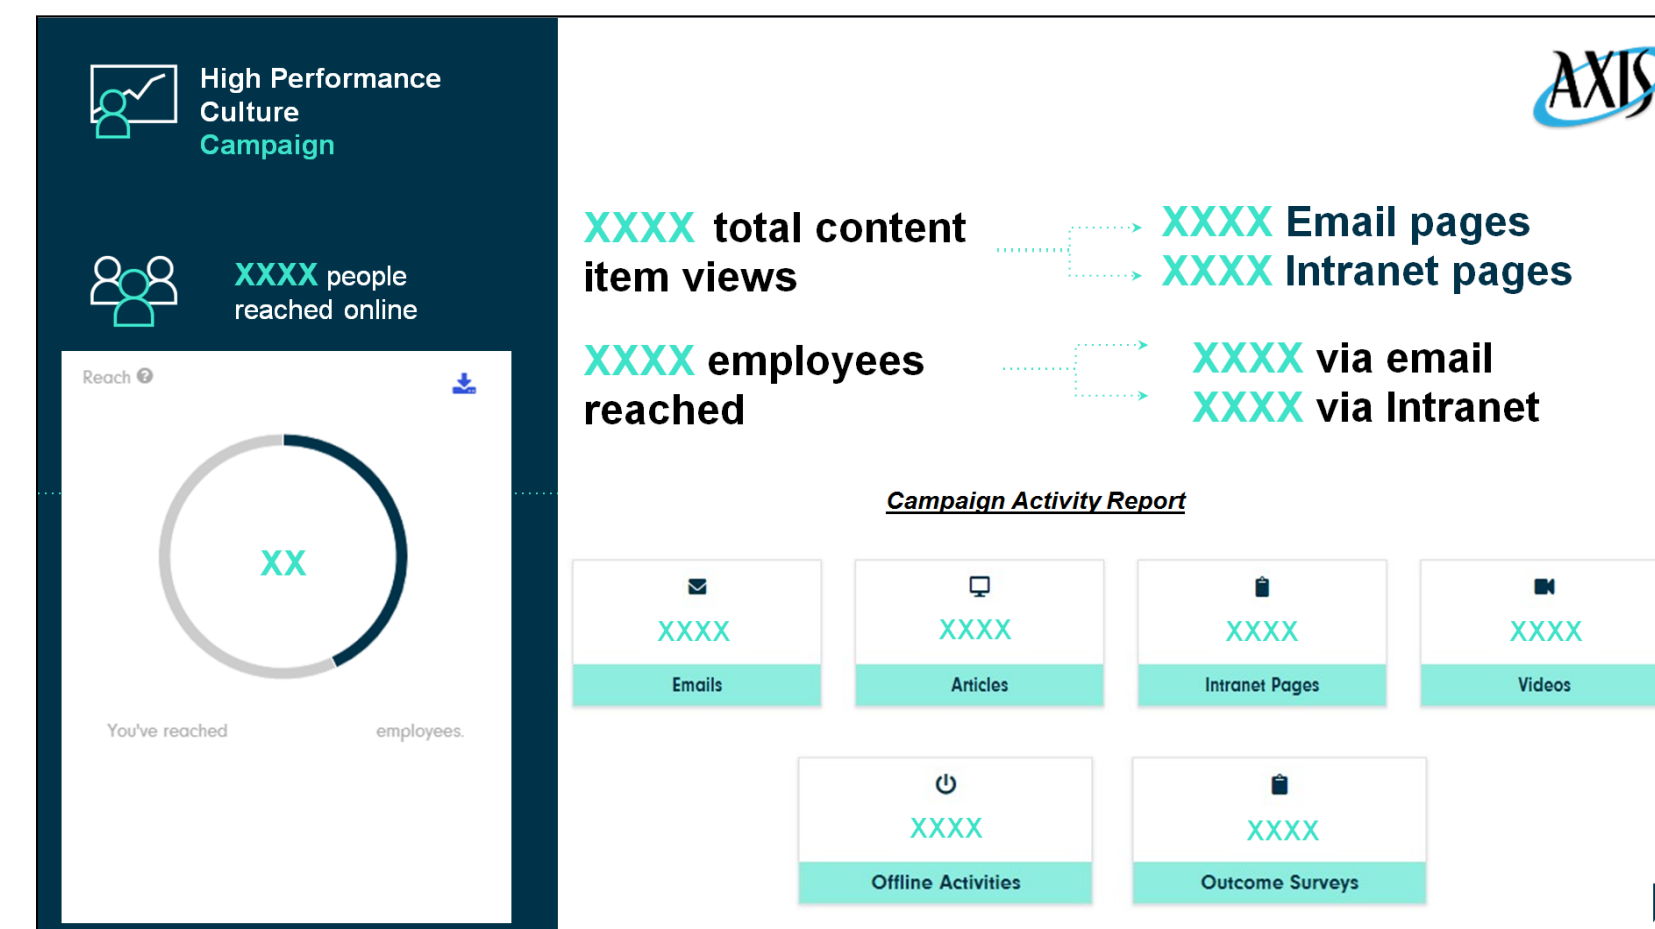 High Performance
Culture
Campaign
XXXX people
reached online
Reach
XX
You've reached employees.
AXIS
XXXX total content
item views
XXXX Email pages
XXXX Intranet pages
XXXX employees
reached
XXXX via email
XXXX via Intranet
Campaign Activity Report
XXXX
Emails
XXXX
Articles
XXXX
Intranet Pages
XXXX
Videos
XXXX
Offline Activities
XXXX
Outcome Surveys